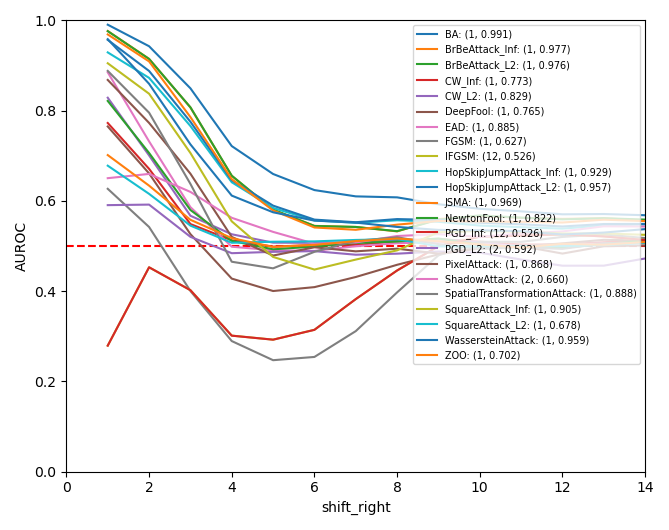 1.0
0.8
0.6
0.4
0.2
0.0
AUROC
0
2
4
6
8
10
12
14
shift_right
BA: (1, 0.991)
BrBeAttack_Inf: (1, 0.977)
BrBeAttack_L2: (1, 0.976)
CW_Inf: (1, 0.773)
CW_L2: (1, 0.829)
DeepFool: (1, 0.765)
EAD: (1, 0.885)
FGSM: (1, 0.627)
IFGSM: (12, 0.526)
HopSkipJumpAttack_Inf: (1, 0.929)
HopSkipJumpAttack_L2: (1, 0.957)
JSMA: (1, 0.969)
NewtonFool: (1, 0.822)
PGD_Inf: (12, 0.526)
PGD_L2: (2, 0.592)
PixelAttack: (1, 0.868)
ShadowAttack: (2, 0.660)
SpatialTransformationAttack: (1, 0.888)
SquareAttack_Inf: (1, 0.905)
SquareAttack_L2: (1, 0.678)
WassersteinAttack: (1, 0.959)
ZOO: (1, 0.702)